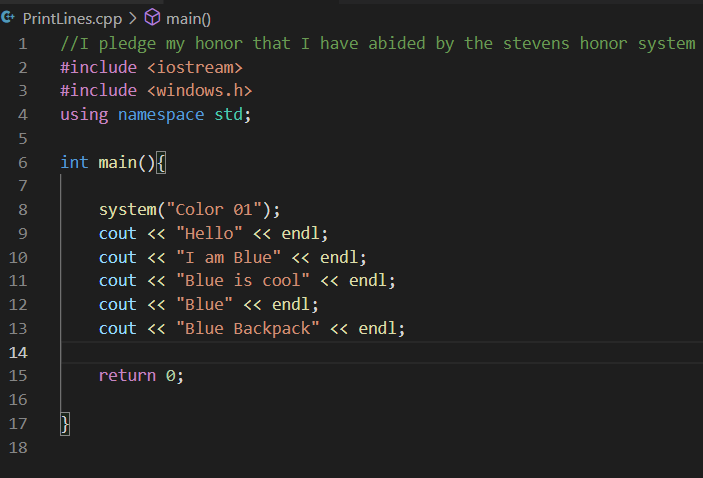 PrintLines.cpp > main()
1 //I pledge my honor that I have abided by the stevens honor system
2 #include <iostream>
3 #include <windows.h>
4 using namespace std;
5
6 int main(){
7
8     system("Color 01");
9     cout << "Hello" << endl;
10     cout << "I am Blue" << endl;
11     cout << "Blue is cool" << endl;
12     cout << "Blue" << endl;
13     cout << "Blue Backpack" << endl;
14
15     return 0;
16
17 }
18